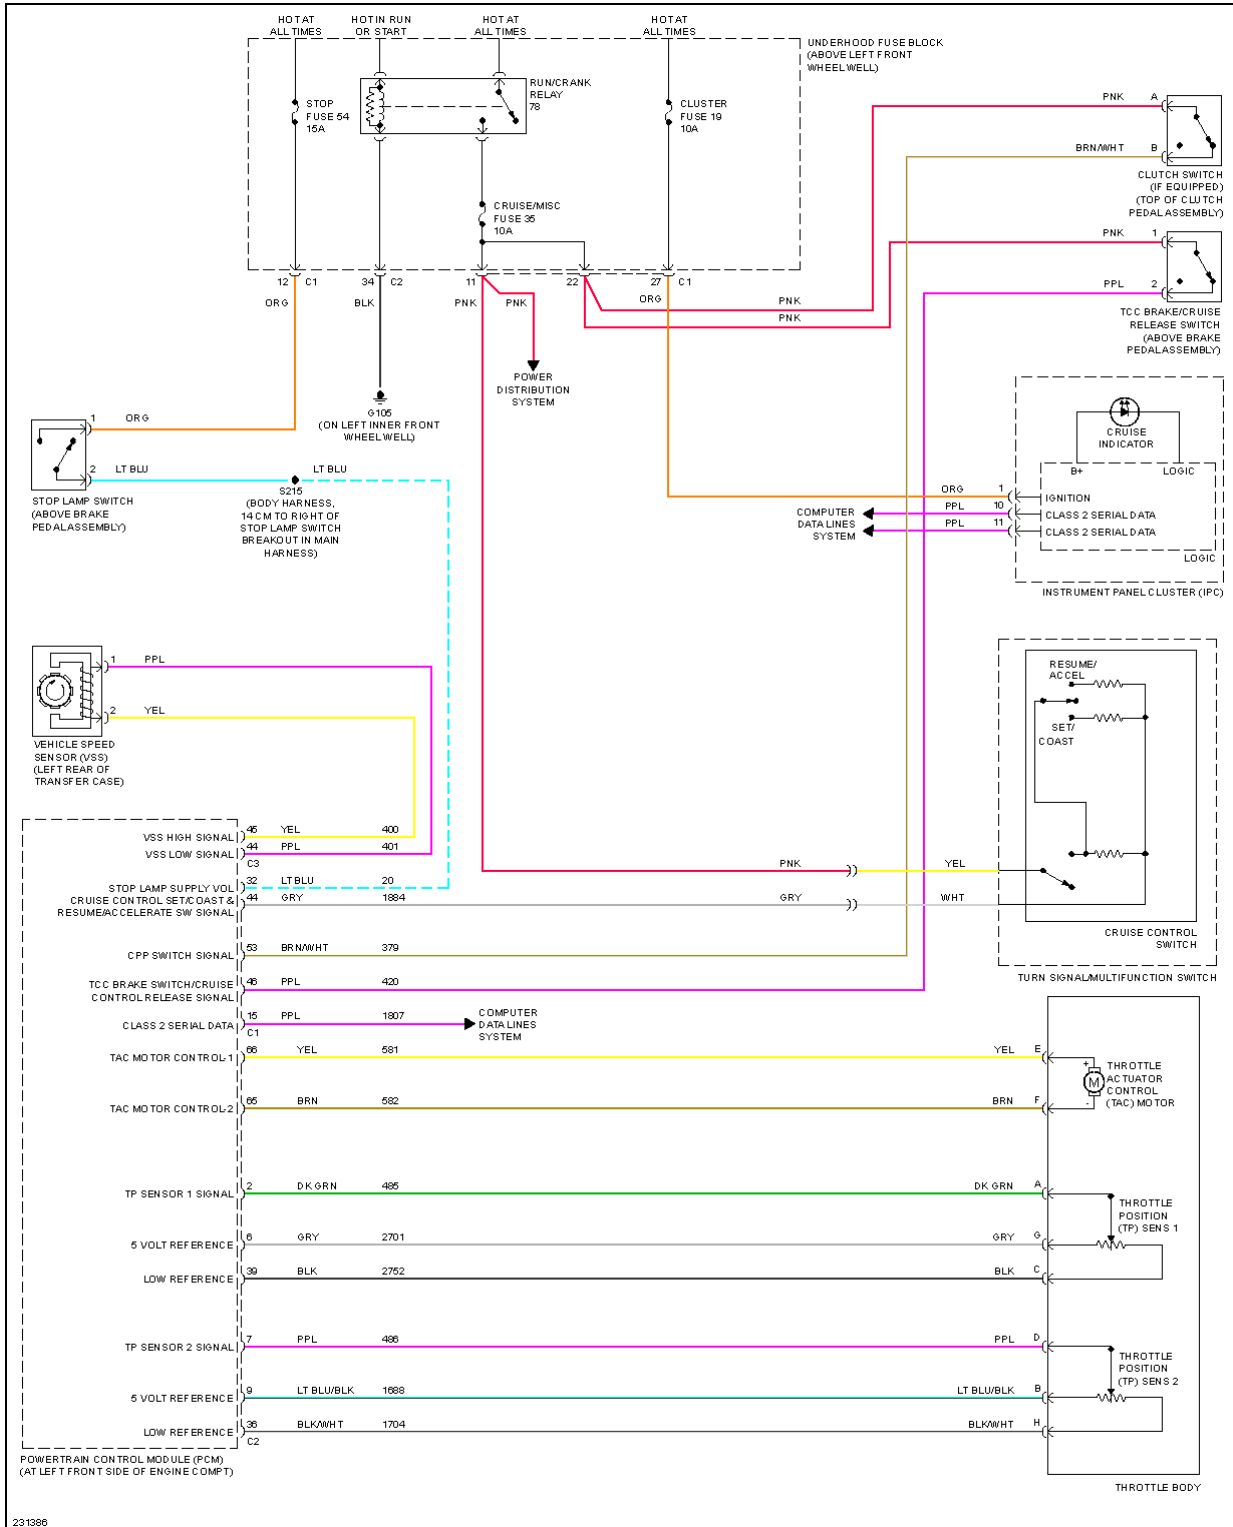 HOT AT
ALL TIMES
HOT IN RUN
OR START
HOT AT
ALL TIMES
HOT AT
ALL TIMES
UNDERHOOD FUSE BLOCK
(ABOVE LEFT FRONT
WHEEL WELL)
STOP
FUSE 54
15A
RUN/CRANK
RELAY
78
CLUSTER
FUSE 19
10A
CRUISE/MISC
FUSE 35
10A
12
C1
34
C2
11
22
27
C1
ORG
BLK
PNK
PNK
ORG
PNK
PNK
PNK
A
BRN/WHT
B
CLUTCH SWITCH
(IF EQUIPPED)
(TOP OF CLUTCH
PEDAL ASSEMBLY)
PNK
1
PPL
2
TCC BRAKE/CRUISE
RELEASE SWITCH
(ABOVE BRAKE
PEDAL ASSEMBLY)
POWER
DISTRIBUTION
SYSTEM
G105
(ON LEFT INNER FRONT
WHEEL WELL)
1
ORG
2
LT BLU
LT BLU
STOP LAMP SWITCH
(ABOVE BRAKE
PEDAL ASSEMBLY)
S215
(BODY HARNESS,
14 CM TO RIGHT OF
STOP LAMP SWITCH
BREAKOUT IN MAIN
HARNESS)
CRUISE
INDICATOR
B+
LOGIC
ORG
1
IGNITION
PPL
10
CLASS 2 SERIAL DATA
PPL
11
CLASS 2 SERIAL DATA
COMPUTER
DATA LINES
SYSTEM
LOGIC
INSTRUMENT PANEL CLUSTER (IPC)
1
PPL
2
YEL
VEHICLE SPEED
SENSOR (VSS)
(LEFT REAR OF
TRANSFER CASE)
RESUME/
ACCEL
SET/
COAST
PNK
YEL
GRY
WHT
CRUISE CONTROL
SWITCH
TURN SIGNAL/MULTIFUNCTION SWITCH
VSS HIGH SIGNAL
45
YEL
400
VSS LOW SIGNAL
44
PPL
401
C3
STOP LAMP SUPPLY VOL
32
LT BLU
20
CRUISE CONTROL SET/COAST &
RESUME/ACCELERATE SW SIGNAL
44
GRY
1884
CPP SWITCH SIGNAL
53
BRN/WHT
379
TCC BRAKE SWITCH/CRUISE
CONTROL RELEASE SIGNAL
46
PPL
420
CLASS 2 SERIAL DATA
15
PPL
1807
C1
COMPUTER
DATA LINES
SYSTEM
TAC MOTOR CONTROL-1
66
YEL
581
YEL
E
TAC MOTOR CONTROL-2
65
BRN
582
BRN
F
+
M
-
THROTTLE
ACTUATOR
CONTROL
(TAC) MOTOR
TP SENSOR 1 SIGNAL
2
DK GRN
485
DK GRN
A
5 VOLT REFERENCE
6
GRY
2701
GRY
G
LOW REFERENCE
39
BLK
2752
BLK
C
THROTTLE
POSITION
(TP) SENS 1
TP SENSOR 2 SIGNAL
7
PPL
486
PPL
D
5 VOLT REFERENCE
9
LT BLU/BLK
1688
LT BLU/BLK
B
LOW REFERENCE
36
BLK/WHT
1704
BLK/WHT
H
C2
THROTTLE
POSITION
(TP) SENS 2
POWERTRAIN CONTROL MODULE (PCM)
(AT LEFT FRONT SIDE OF ENGINE COMPT)
THROTTLE BODY
231386